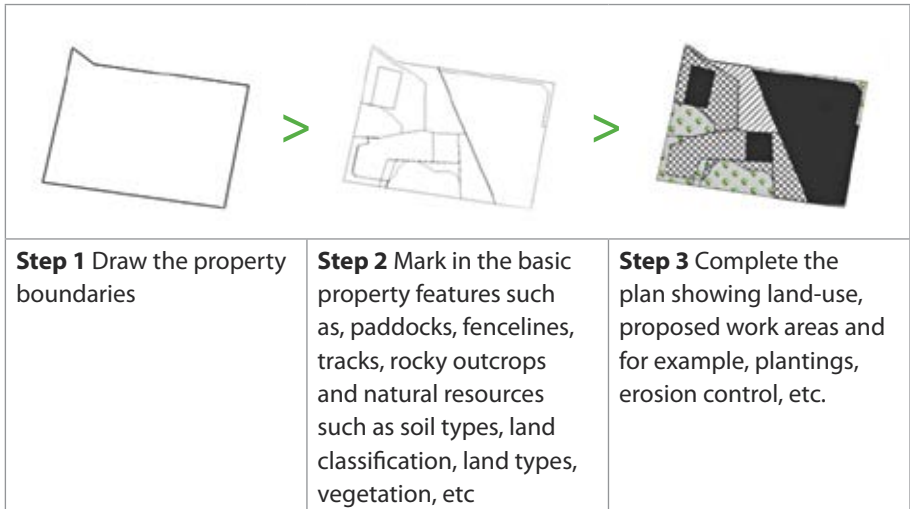 >
>
Step 1 Draw the property
boundaries
Step 2 Mark in the basic
property features such
as, paddocks, fencelines,
tracks, rocky outcrops
and natural resources
such as soil types, land
classification, land types,
vegetation, etc
Step 3 Complete the
plan showing land-use,
proposed work areas and
for example, plantings,
erosion control, etc.